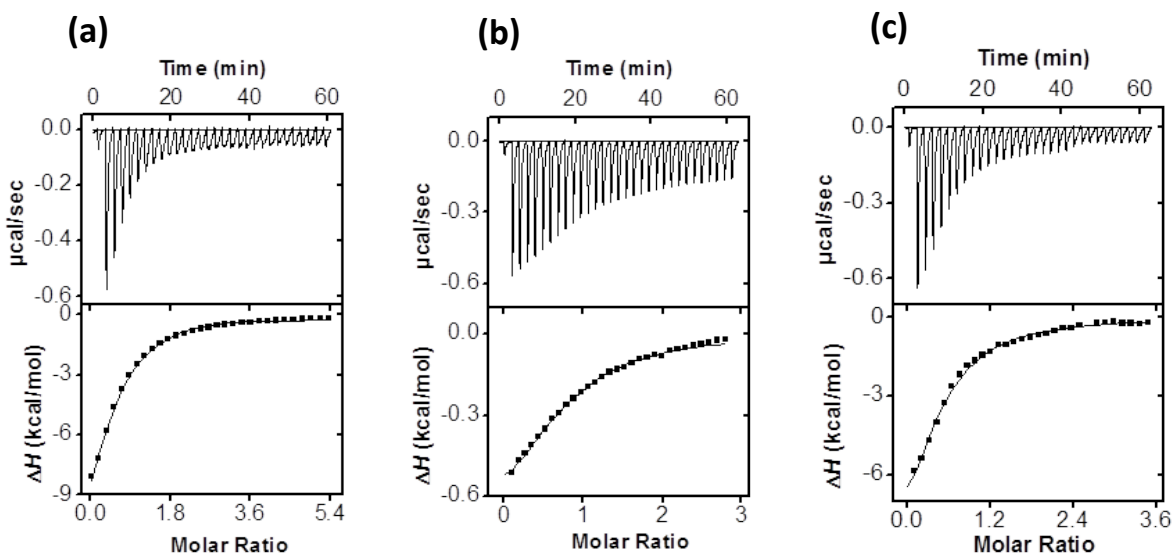 (a)
Time (min)
0 20 40 60
0.0
-0.2
-0.4
-0.6
µcal/sec
0
-3
-6
-9
ΔH (kcal/mol)
0.0 1.8 3.6 5.4
Molar Ratio
(b)
Time (min)
0 20 40 60
0.0
-0.3
-0.6
µcal/sec
0.0
-0.3
-0.6
ΔH (kcal/mol)
0 1 2 3
Molar Ratio
(c)
Time (min)
0 20 40 60
0.0
-0.3
-0.6
µcal/sec
0
-3
-6
ΔH (kcal/mol)
0.0 1.2 2.4 3.6
Molar Ratio